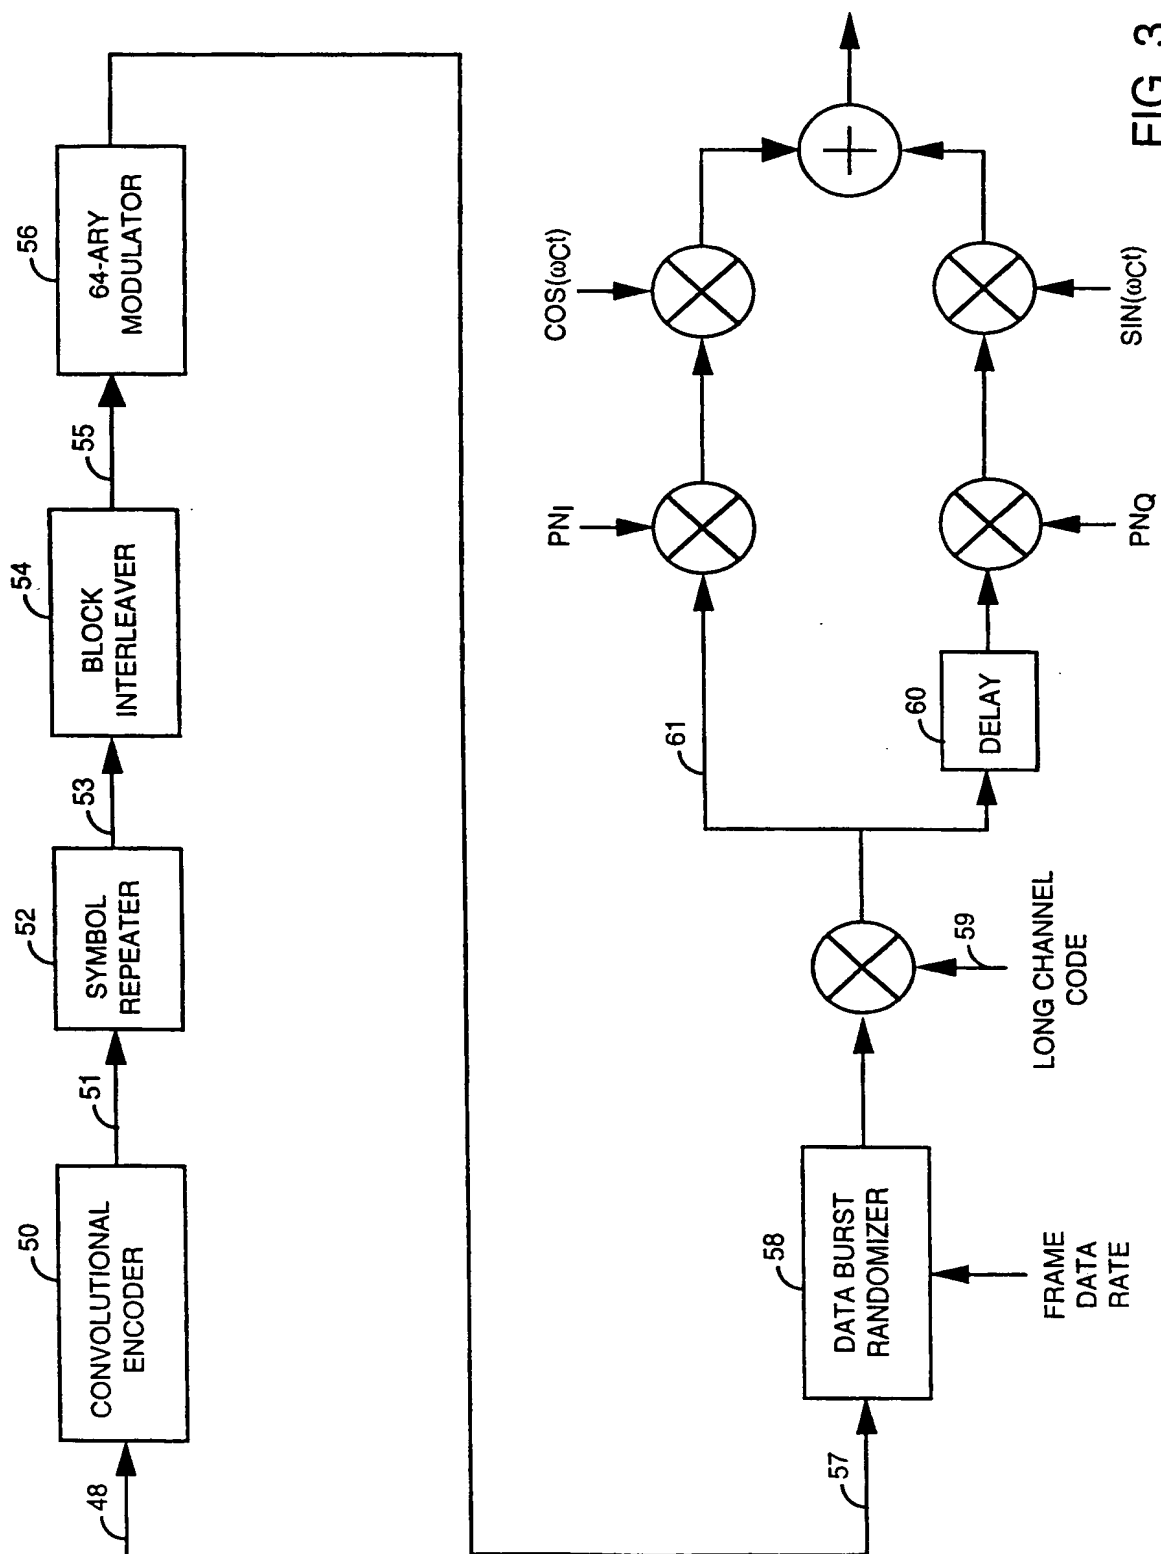 48
50
CONVOLUTIONAL
ENCODER
51
52
SYMBOL
REPEATER
53
54
BLOCK
INTERLEAVER
55
56
64-ARY
MODULATOR
57
58
DATA BURST
RANDOMIZER
FRAME
DATA
RATE
59
LONG CHANNEL
CODE
61
60
DELAY
PNI
COS(ωCt)
PNQ
SIN(ωCt)
FIG. 3